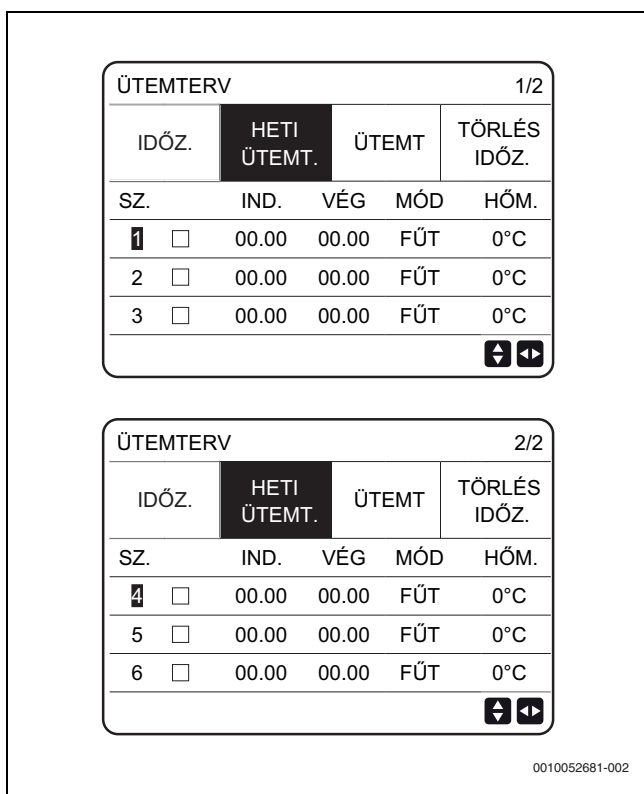 ÜTEMTERV 1/2
IDŐZ. HETI ÜTEMT. ÜTEMT TÖRLÉS IDŐZ.
SZ. IND. VÉG MÓD HŐM.
1 □ 00.00 00.00 FŰT 0°C
2 □ 00.00 00.00 FŰT 0°C
3 □ 00.00 00.00 FŰT 0°C
ÜTEMTERV 2/2
IDŐZ. HETI ÜTEMT. ÜTEMT TÖRLÉS IDŐZ.
SZ. IND. VÉG MÓD HŐM.
4 □ 00.00 00.00 FŰT 0°C
5 □ 00.00 00.00 FŰT 0°C
6 □ 00.00 00.00 FŰT 0°C
0010052681-002